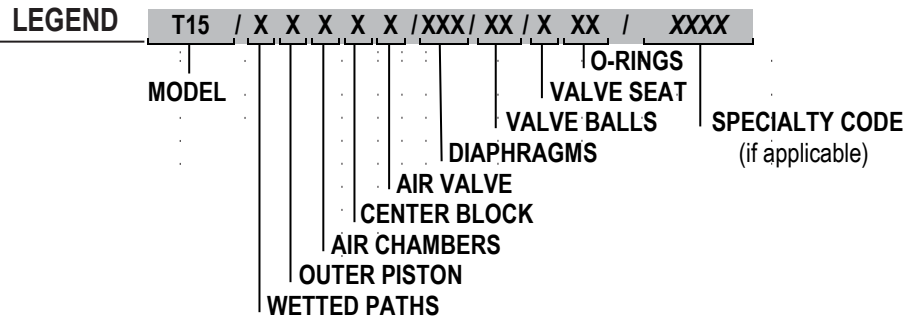 LEGEND T15 / X X X X X / XXX / XX / X XX / XXXX
O-RINGS
MODEL VALVE SEAT
VALVE BALLS SPECIALTY CODE
DIAPHRAGMS (if applicable)
AIR VALVE
CENTER BLOCK
AIR CHAMBERS
OUTER PISTON
WETTED PATHS